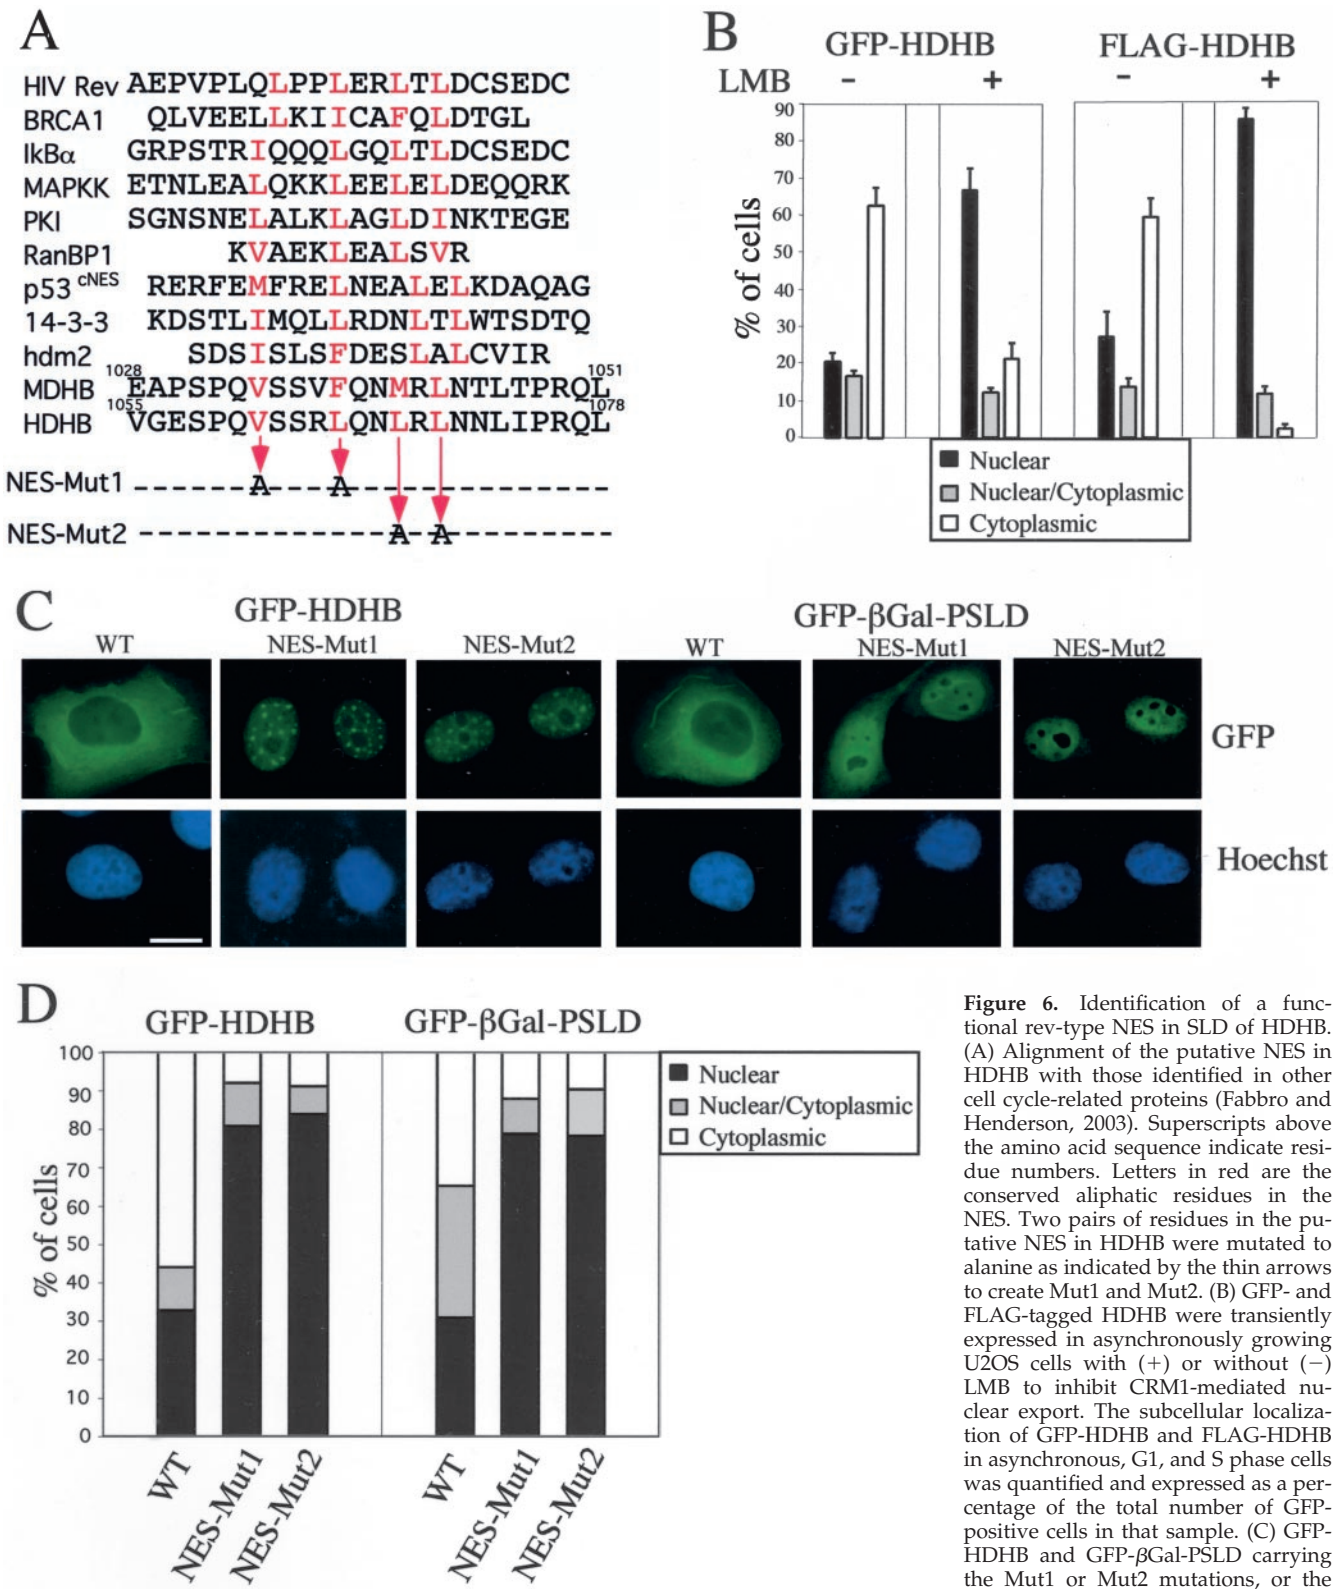 A
HIV Rev AEPVPLQLPPLERLTLDCSEDC
BRCA1 QLVEELLKIICAFQLDTGL
IkBα GRPSTRIQQQLGQLTLDCSEDC
MAPKK ETNLEALQKKLEELELDEQQRK
PKI SGNSNELALKLAGLDINKTEGE
RanBP1 KVAEKLEALSVR
p53 cNES RERFEMFRELNEALELKDAQAG
14-3-3 KDSTLIMQLLRDNLTLWTSDTQ
hdm2 SDSISLSFDESLALCVIR
MDHB 1028 EAPSPQVSSVFQNMRLNTLTPRQL 1051
HDHB 1055 VGESPQVSSRLQNLRLNNLIPRQL 1078
NES-Mut1 A A
NES-Mut2 A A
B
GFP-HDHB FLAG-HDHB
LMB − + − +
% of cells
90
80
70
60
50
40
30
20
10
0
Nuclear
Nuclear/Cytoplasmic
Cytoplasmic
C
GFP-HDHB GFP-βGal-PSLD
WT NES-Mut1 NES-Mut2 WT NES-Mut1 NES-Mut2
GFP
Hoechst
D
GFP-HDHB GFP-βGal-PSLD
% of cells
100
90
80
70
60
50
40
30
20
10
0
WT NES-Mut1 NES-Mut2 WT NES-Mut1 NES-Mut2
Nuclear
Nuclear/Cytoplasmic
Cytoplasmic
Figure 6. Identification of a func-
tional rev-type NES in SLD of HDHB.
(A) Alignment of the putative NES in
HDHB with those identified in other
cell cycle-related proteins (Fabbro and
Henderson, 2003). Superscripts above
the amino acid sequence indicate resi-
due numbers. Letters in red are the
conserved aliphatic residues in the
NES. Two pairs of residues in the pu-
tative NES in HDHB were mutated to
alanine as indicated by the thin arrows
to create Mut1 and Mut2. (B) GFP- and
FLAG-tagged HDHB were transiently
expressed in asynchronously growing
U2OS cells with (+) or without (−)
LMB to inhibit CRM1-mediated nu-
clear export. The subcellular localiza-
tion of GFP-HDHB and FLAG-HDHB
in asynchronous, G1, and S phase cells
was quantified and expressed as a per-
centage of the total number of GFP-
positive cells in that sample. (C) GFP-
HDHB and GFP-βGal-PSLD carrying
the Mut1 or Mut2 mutations, or the